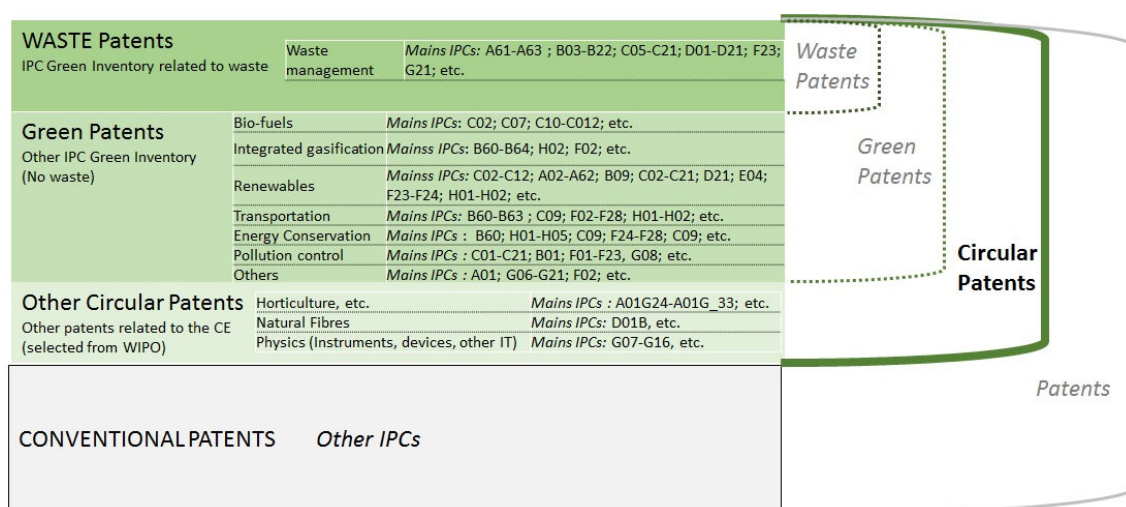 WASTE Patents
IPC Green Inventory related to waste
Waste
management
Mains IPCs: A61-A63 ; B03-B22; C05-C21; D01-D21; F23;
G21; etc.
Green Patents
Other IPC Green Inventory
(No waste)
Bio-fuels Mains IPCs: C02; C07; C10-C012; etc.
Integrated gasification Mainss IPCs: B60-B64; H02; F02; etc.
Renewables
Mainss IPCs: C02-C12; A02-A62; B09; C02-C21; D21; E04;
F23-F24; H01-H02; etc.
Transportation Mains IPCs: B60-B63 ; C09; F02-F28; H01-H02; etc.
Energy Conservation Mains IPCs : B60; H01-H05; C09; F24-F28; C09; etc.
Pollution control Mains IPCs : C01-C21; B01; F01-F23, G08; etc.
Others Mains IPCs : A01; G06-G21; F02; etc.
Other Circular Patents
Other patents related to the CE
(selected from WIPO)
Horticulture, etc. Mains IPCs : A01G24-A01G_33; etc.
Natural Fibres Mains IPCs: D01B, etc.
Physics (Instruments, devices, other IT) Mains IPCs: G07-G16, etc.
CONVENTIONAL PATENTS Other IPCs
Waste
Patents
Green
Patents
Circular
Patents
Patents